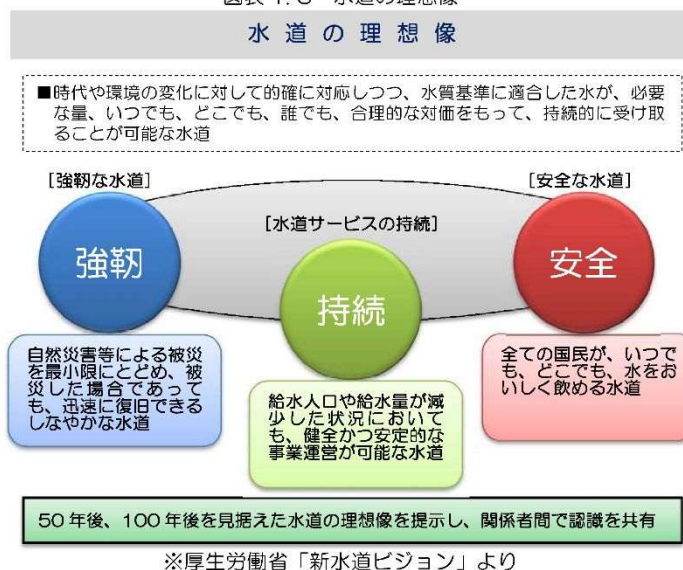 水道の理想像
■時代や環境の変化に対して的確に対応しつつ、水質基準に適合した水が、必要
な量、いつでも、どこでも、誰でも、合理的な対価をもって、持続的に受け取
ることが可能な水道
[強靭な水道]
[安全な水道]
[水道サービスの持続]
強靭
安全
持続
自然災害等による被災
を最小限にとどめ、被
災した場合であって
も、迅速に復旧できる
しなやかな水道
全ての国民が、いつで
も、どこでも、水をお
いしく飲める水道
給水人口や給水量が減
少した状況において
も、健全かつ安定的な
事業運営が可能な水道
50年後、100年後を見据えた水道の理想像を提示し、関係者間で認識を共有
※厚生労働省「新水道ビジョン」より